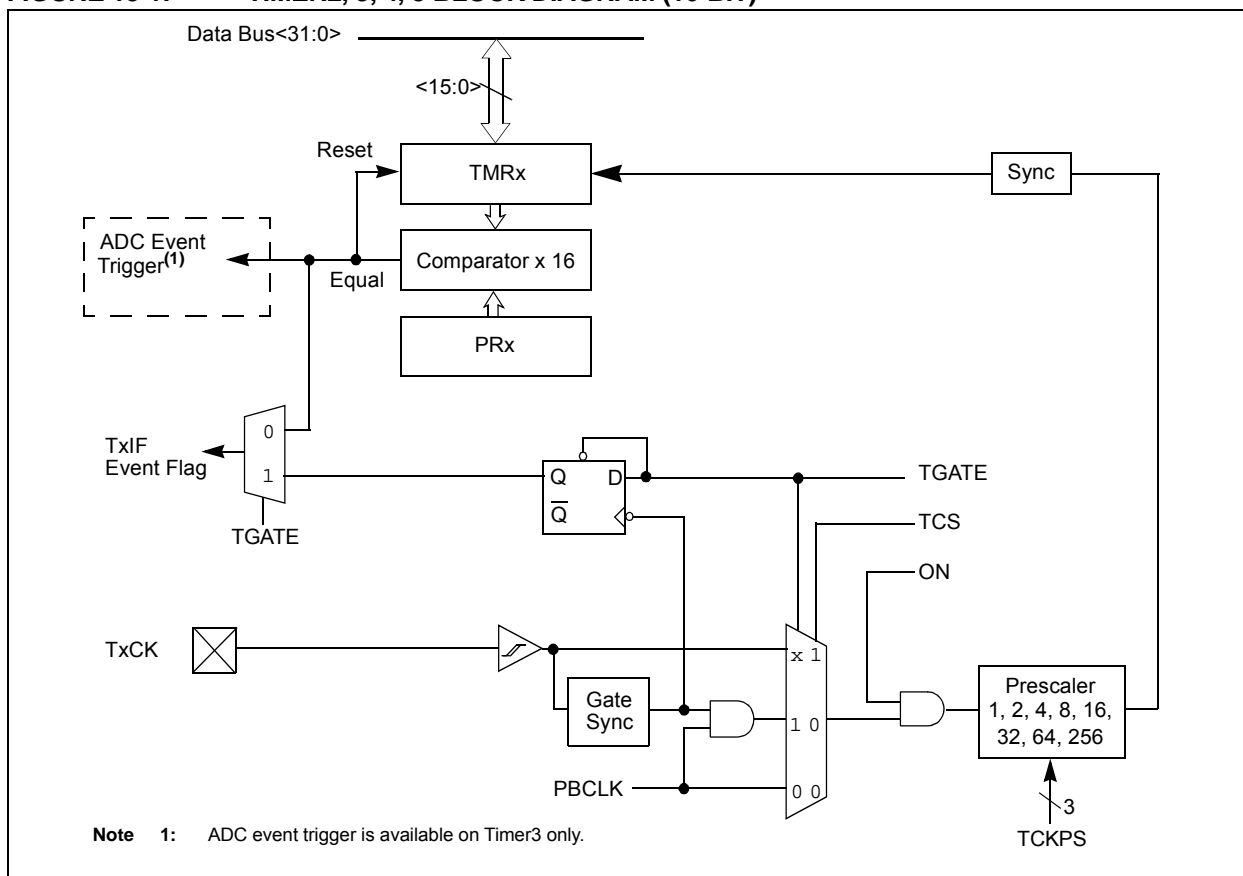 Data Bus<31:0>
<15:0>
Reset
TMRx
Sync
ADC Event
Trigger(1)
Equal
Comparator x 16
PRx
0
1
TxIF
Event Flag
TGATE
Q
D
Q
TGATE
TCS
ON
TxCK
x 1
Gate
Sync
1 0
Prescaler
1, 2, 4, 8, 16,
32, 64, 256
PBCLK
0 0
3
TCKPS
Note 1: ADC event trigger is available on Timer3 only.